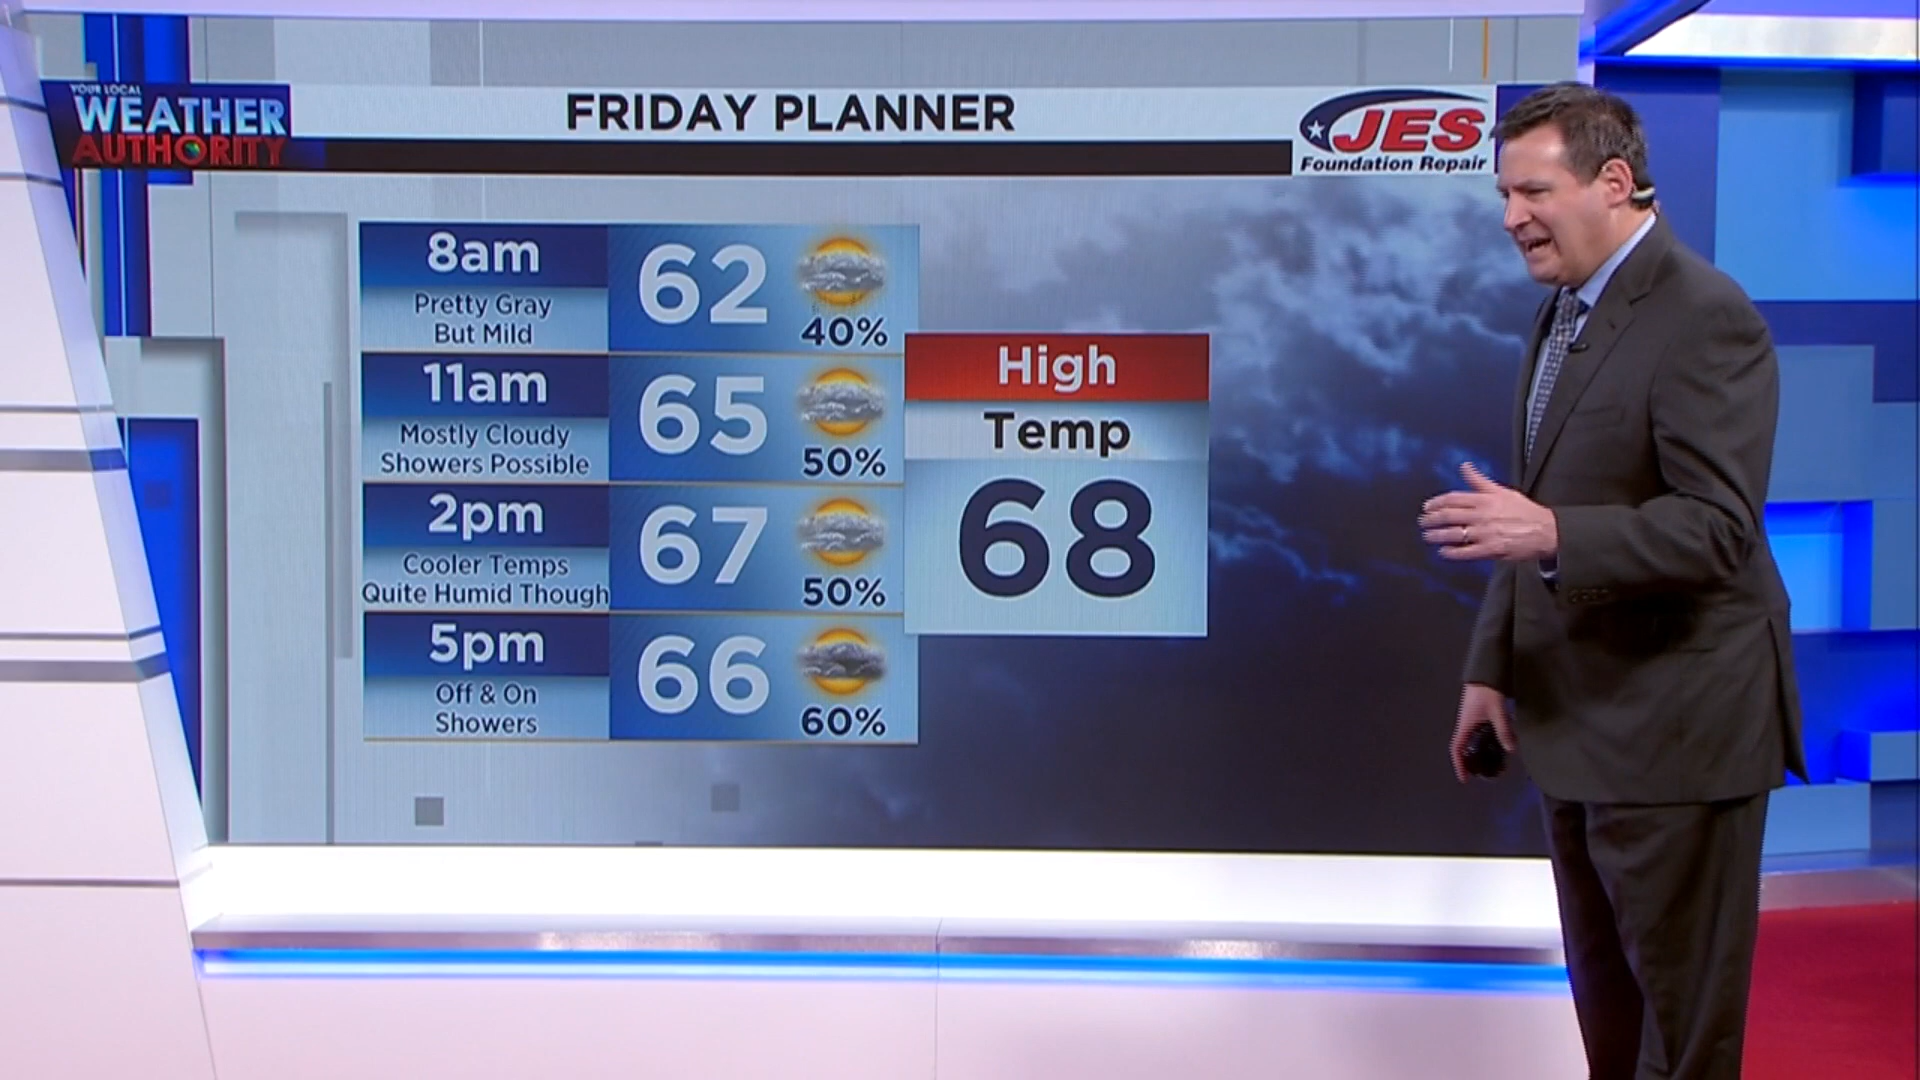 YOUR LOCAL
WEATHER
AUTHORITY
FRIDAY PLANNER
JES
Foundation Repair
8am
Pretty Gray
But Mild
62
40%
11am
Mostly Cloudy
Showers Possible
65
50%
2pm
Cooler Temps
Quite Humid Though
67
50%
5pm
Off & On
Showers
66
60%
High
Temp
68